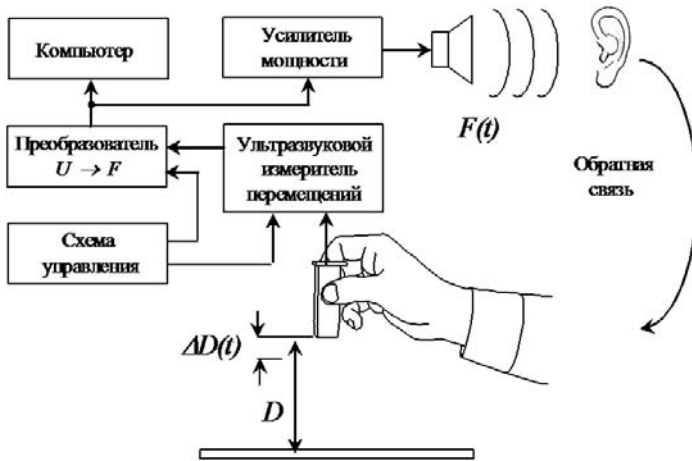 Компьютер
Усилитель
мощности
F(t)
Преобразователь
U → F
Ультразвуковой
измеритель
перемещений
Обратная
связь
Схема
управления
ΔD(t)
D